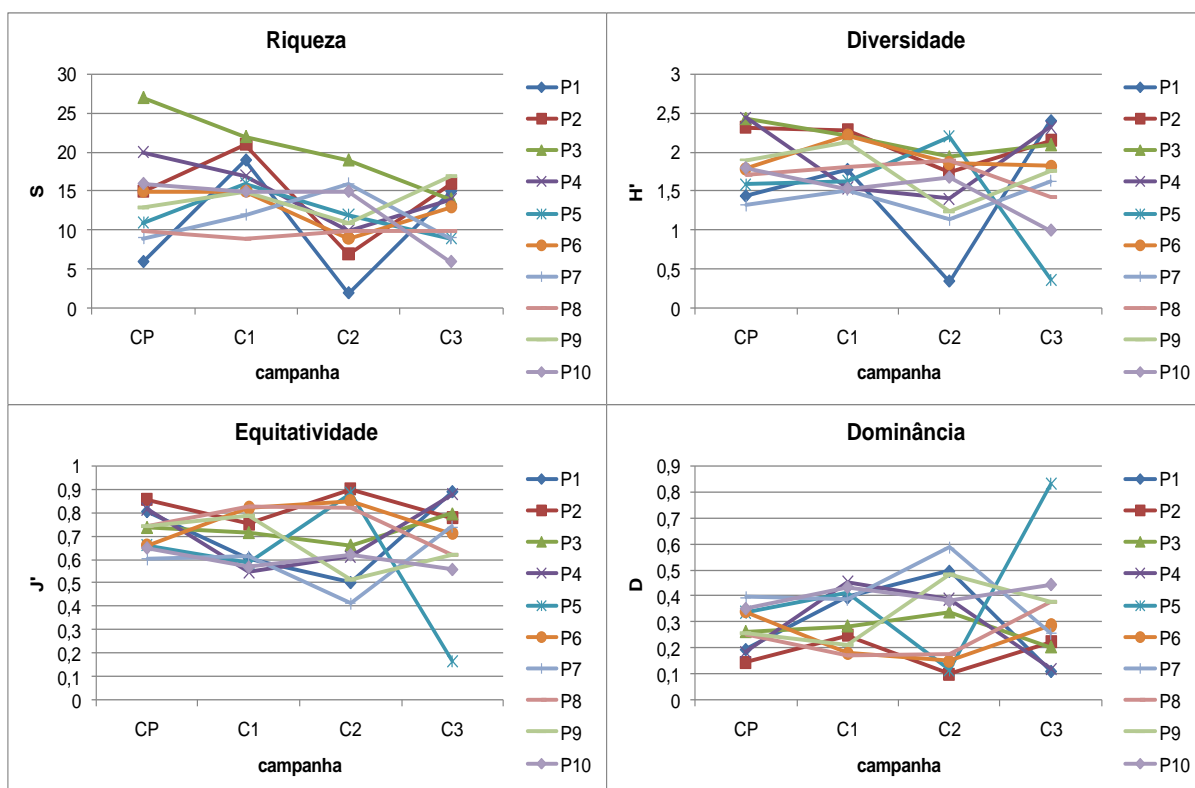 Riqueza
30
25
20
15
10
5
0
S
CP C1 C2 C3
campanha
P1
P2
P3
P4
P5
P6
P7
P8
P9
P10
Diversidade
3
2,5
2
1,5
1
0,5
0
H'
CP C1 C2 C3
campanha
P1
P2
P3
P4
P5
P6
P7
P8
P9
P10
Equitatividade
1
0,9
0,8
0,7
0,6
0,5
0,4
0,3
0,2
0,1
0
J'
CP C1 C2 C3
campanha
P1
P2
P3
P4
P5
P6
P7
P8
P9
P10
Dominância
0,9
0,8
0,7
0,6
0,5
0,4
0,3
0,2
0,1
0
D
CP C1 C2 C3
campanha
P1
P2
P3
P4
P5
P6
P7
P8
P9
P10